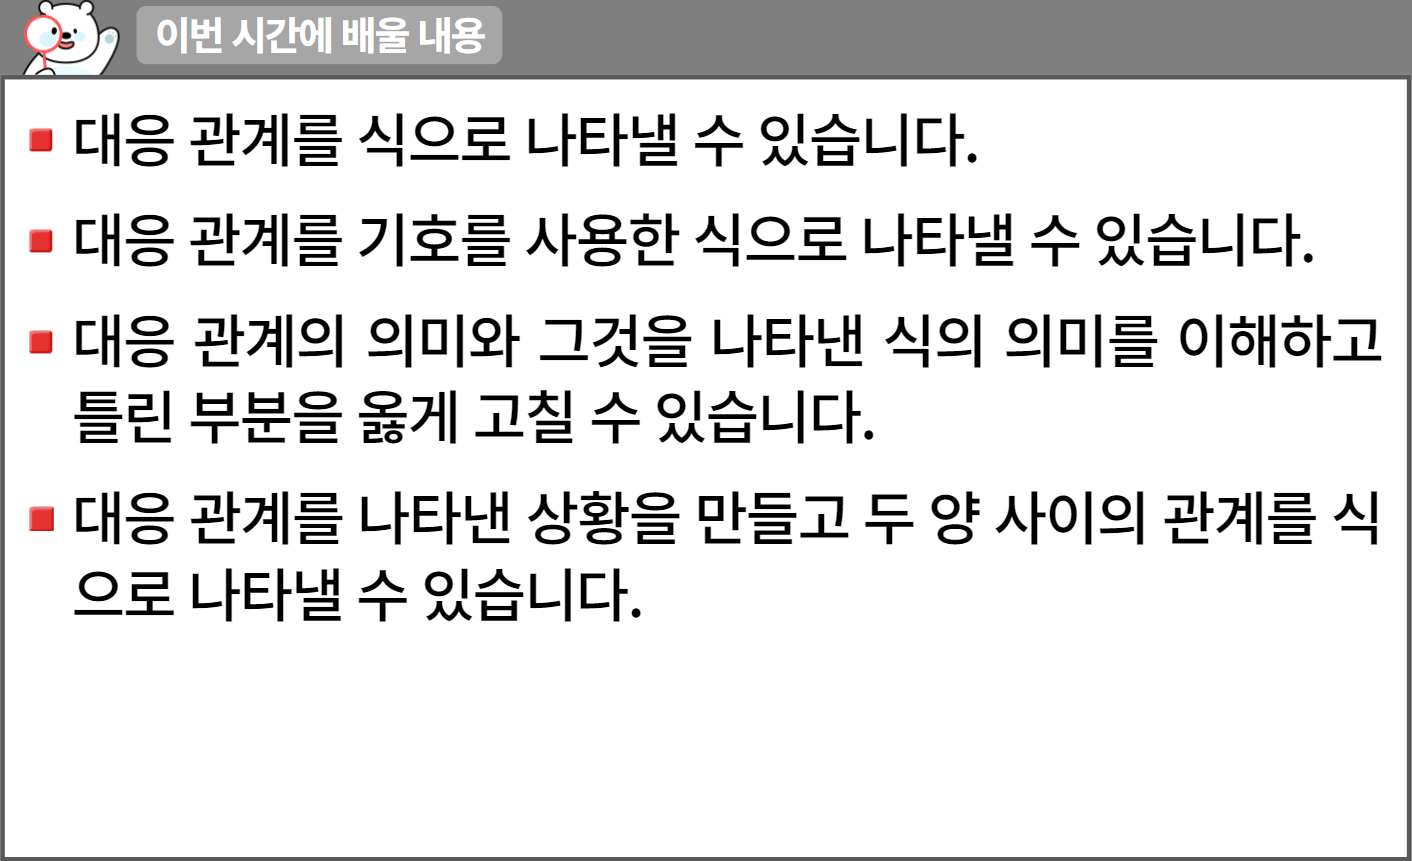 이번 시간에 배울 내용
대응 관계를 식으로 나타낼 수 있습니다.
대응 관계를 기호를 사용한 식으로 나타낼 수 있습니다.
대응 관계의 의미와 그것을 나타낸 식의 의미를 이해하고
틀린 부분을 옳게 고칠 수 있습니다.
대응 관계를 나타낸 상황을 만들고 두 양 사이의 관계를 식
으로 나타낼 수 있습니다.